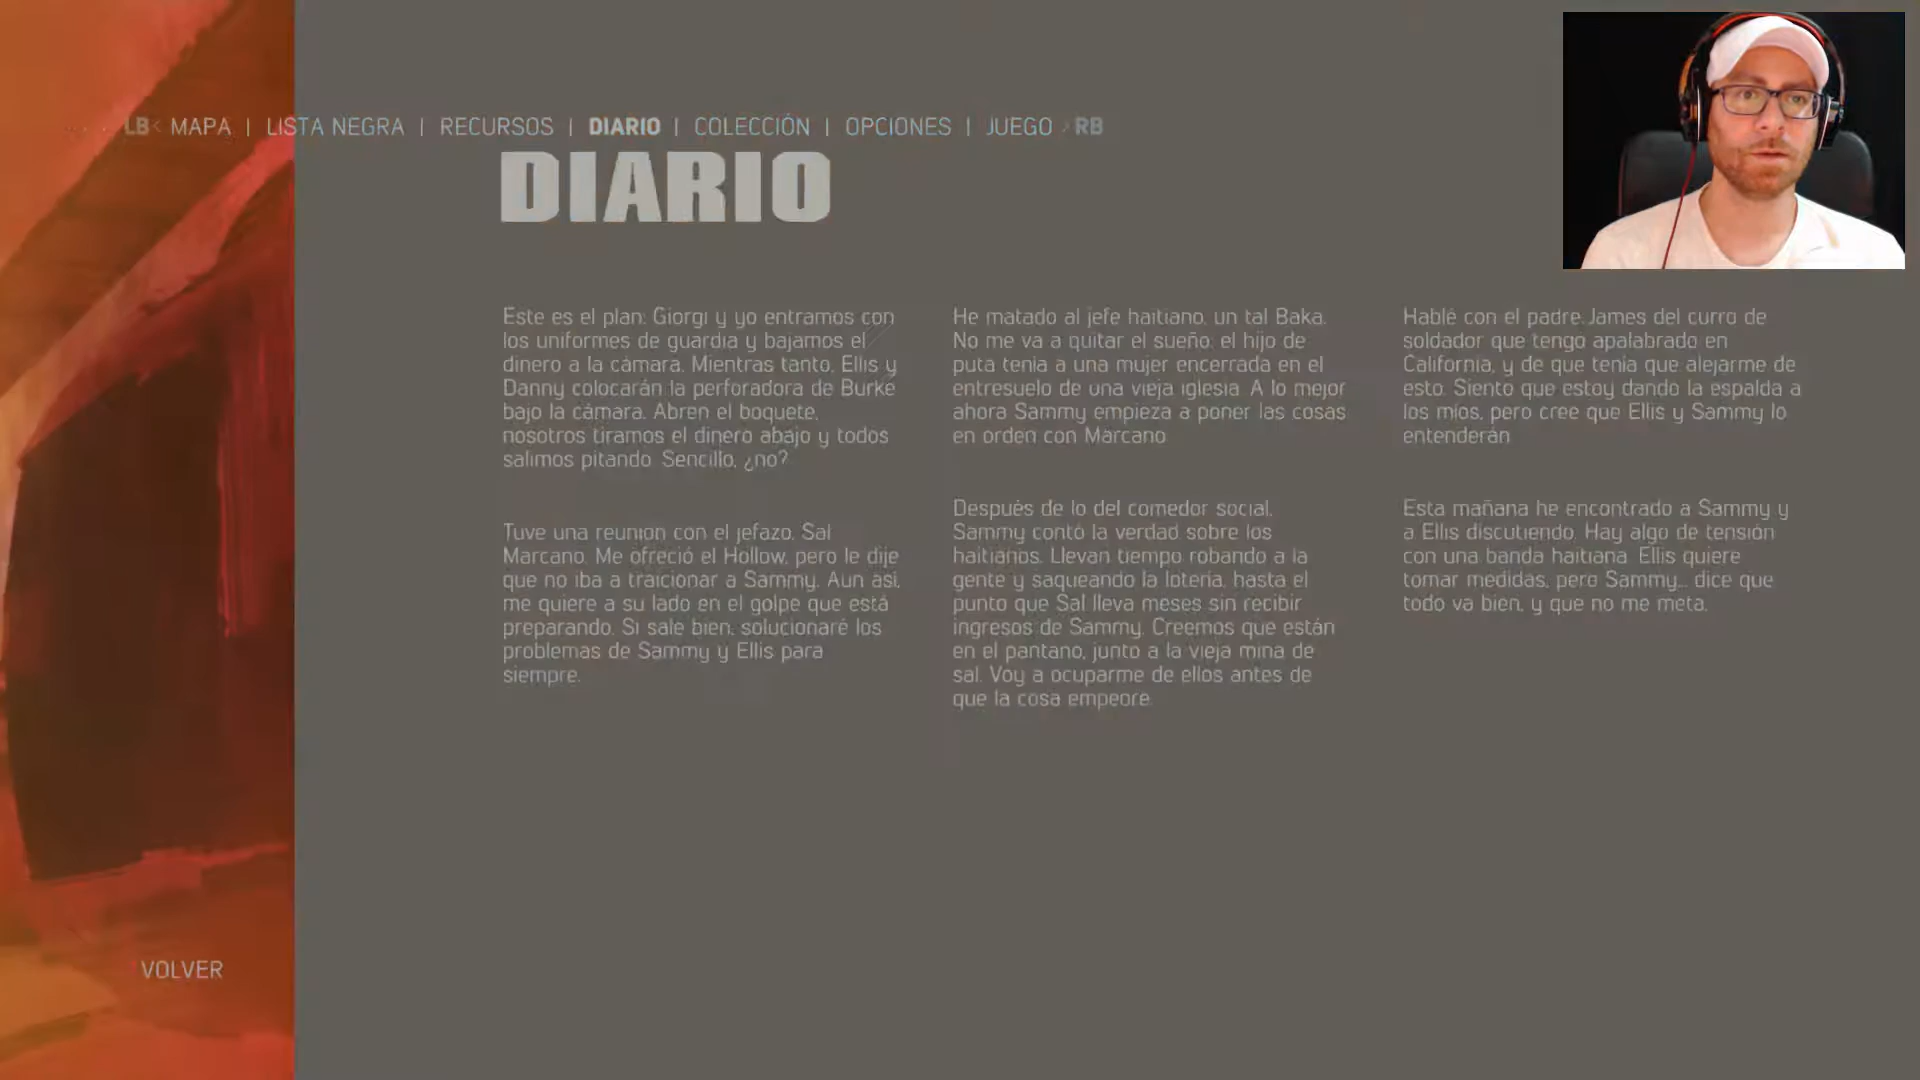 LB< MAPA | LISTA NEGRA | RECURSOS | DIARIO | COLECCIÓN | OPCIONES | JUEGO › RB
DIARIO
Este es el plan: Giorgi y yo entramos con
los uniformes de guardia y bajamos el
dinero a la cámara. Mientras tanto, Ellis y
Danny colocarán la perforadora de Burke
bajo la cámara. Abren el boquete,
nosotros tiramos el dinero abajo y todos
salimos pitando. Sencillo, ¿no?
Tuve una reunión con el jefazo, Sal
Marcano. Me ofreció el Hollow, pero le dije
que no iba a traicionar a Sammy. Aun así,
me quiere a su lado en el golpe que está
preparando. Si sale bien, solucionaré los
problemas de Sammy y Ellis para
siempre.
He matado al jefe haitiano, un tal Baka.
No me va a quitar el sueño: el hijo de
puta tenía a una mujer encerrada en el
entresuelo de una vieja iglesia. A lo mejor
ahora Sammy empieza a poner las cosas
en orden con Marcano.
Después de lo del comedor social,
Sammy contó la verdad sobre los
haitianos. Llevan tiempo robando a la
gente y saqueando la lotería, hasta el
punto que Sal lleva meses sin recibir
ingresos de Sammy. Creemos que están
en el pantano, junto a la vieja mina de
sal. Voy a ocuparme de ellos antes de
que la cosa empeore.
Hablé con el padre James del curro de
soldador que tengo apalabrado en
California, y de que tenía que alejarme de
esto. Siento que estoy dando la espalda a
los míos, pero cree que Ellis y Sammy lo
entenderán.
Esta mañana he encontrado a Sammy y
a Ellis discutiendo. Hay algo de tensión
con una banda haitiana. Ellis quiere
tomar medidas, pero Sammy... dice que
todo va bien, y que no me meta.
VOLVER